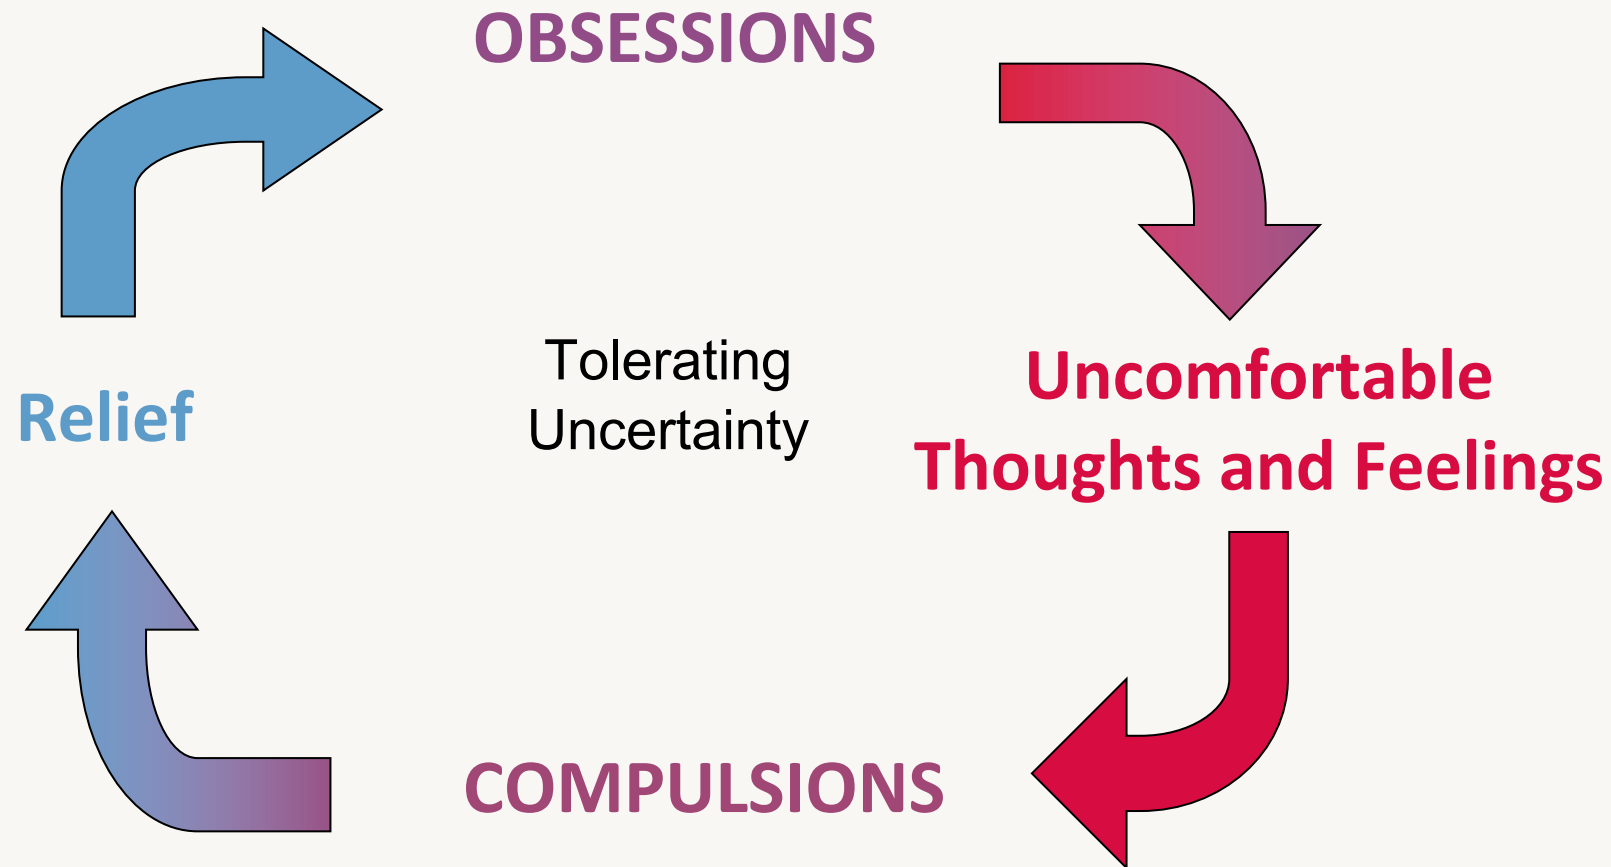 OBSESSIONS
Tolerating
Uncertainty
Uncomfortable
Thoughts and Feelings
Relief
COMPULSIONS